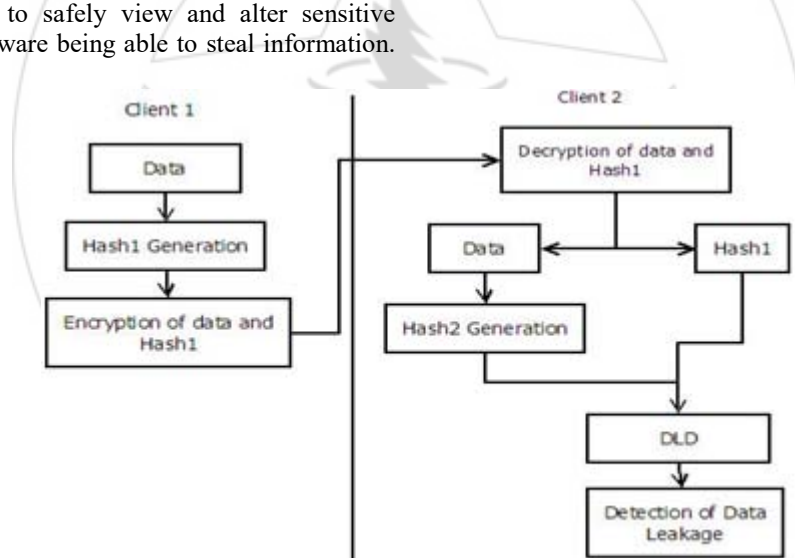 to safely view and alter sensitive
ware being able to steal information.
Client 1
Data
Hash1 Generation
Encryption of data and
Hash1
Client 2
Decryption of data and
Hash1
Data
Hash1
Hash2 Generation
DLD
Detection of Data
Leakage